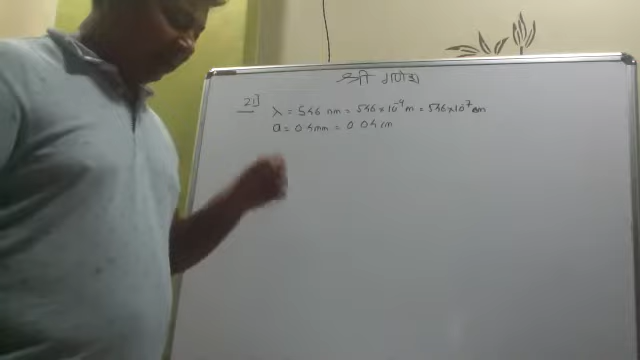 श्री गणेश
21]
λ = 546 nm = 546 x 10⁻⁹ m = 546 x 10⁻⁷ cm
a = 0.4 mm = 0.04 cm